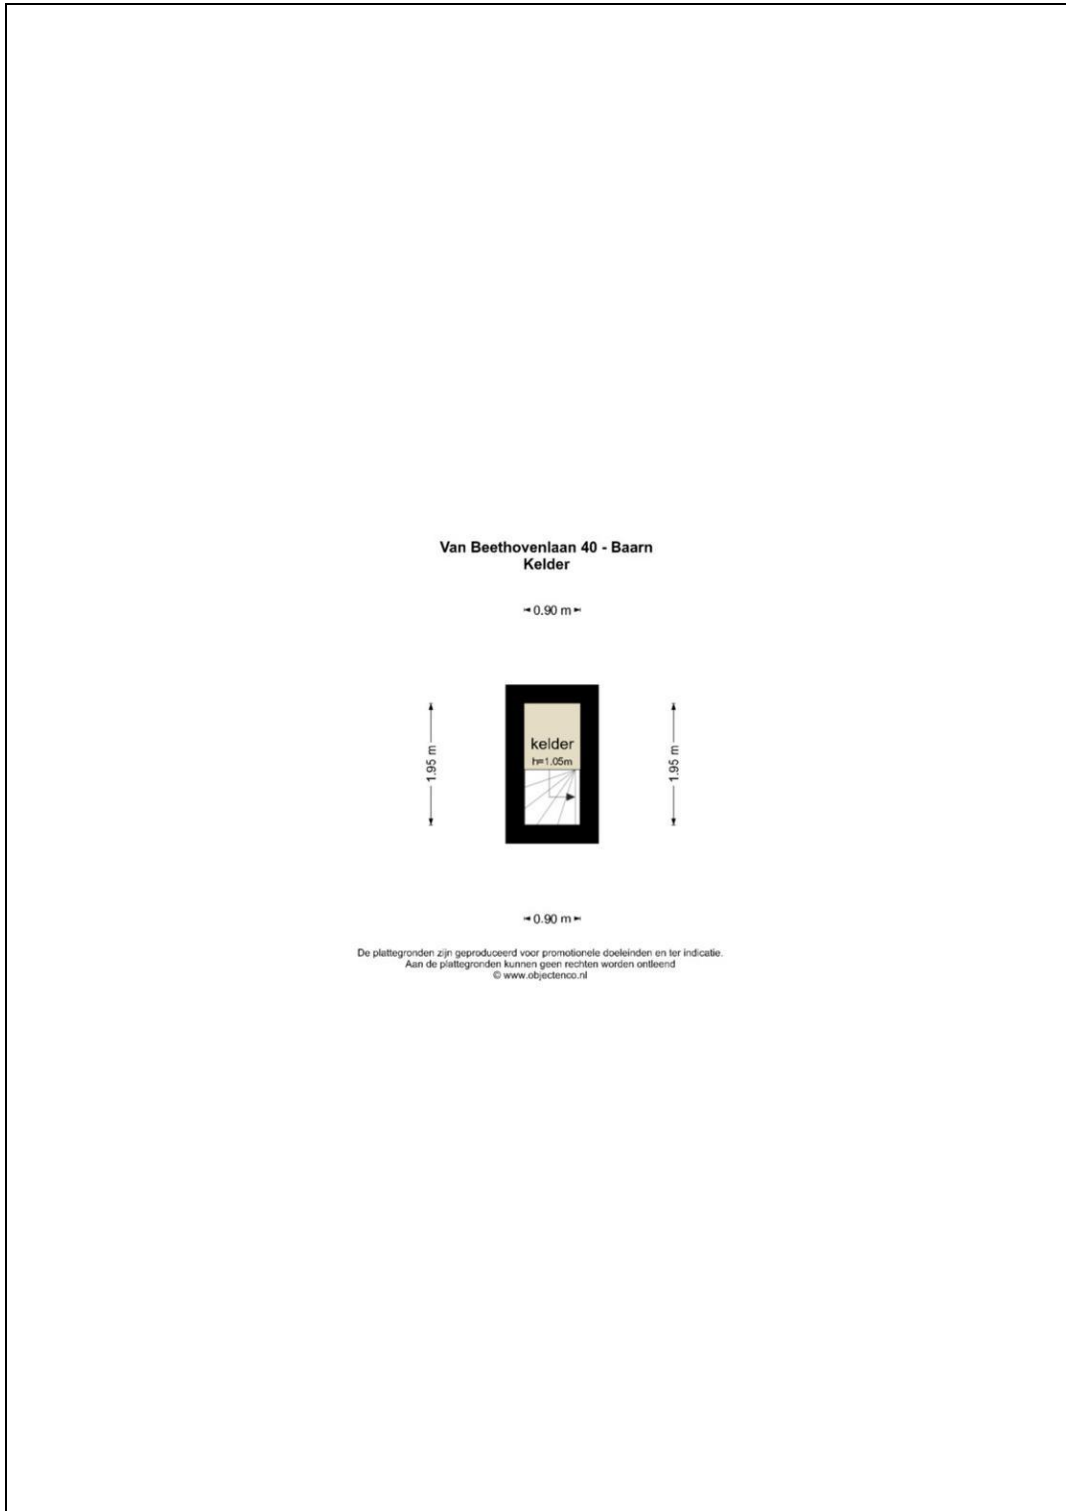 Van Beethovenlaan 40 - Baarn
Kelder
0.90 m
1.95 m
1.95 m
kelder
h=1.05m
0.90 m
De plattegronden zijn geproduceerd voor promotionele doeleinden en ter indicatie.
Aan de plattegronden kunnen geen rechten worden ontleend
© www.objectenco.nl